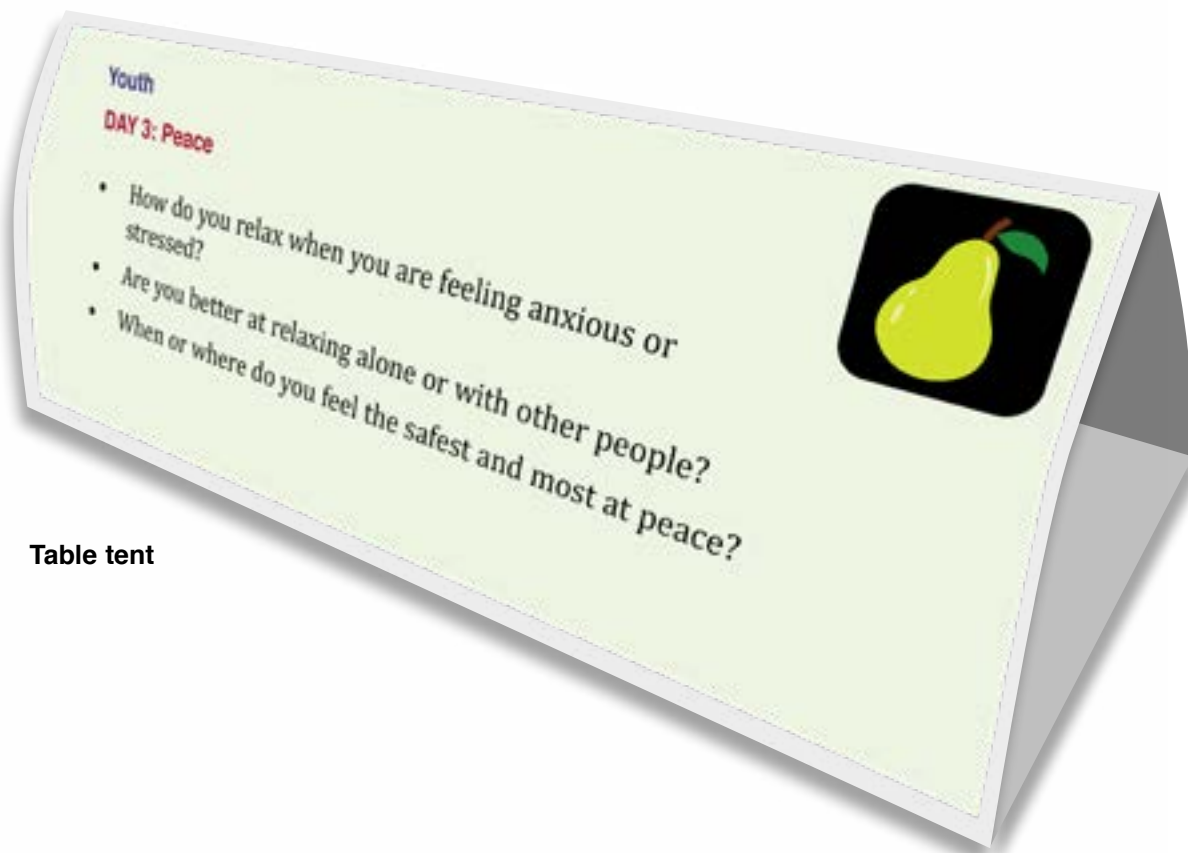 Youth
DAY 3: Peace
• How do you relax when you are feeling anxious or
stressed?
• Are you better at relaxing alone or with other people?
• When or where do you feel the safest and most at peace?
Table tent